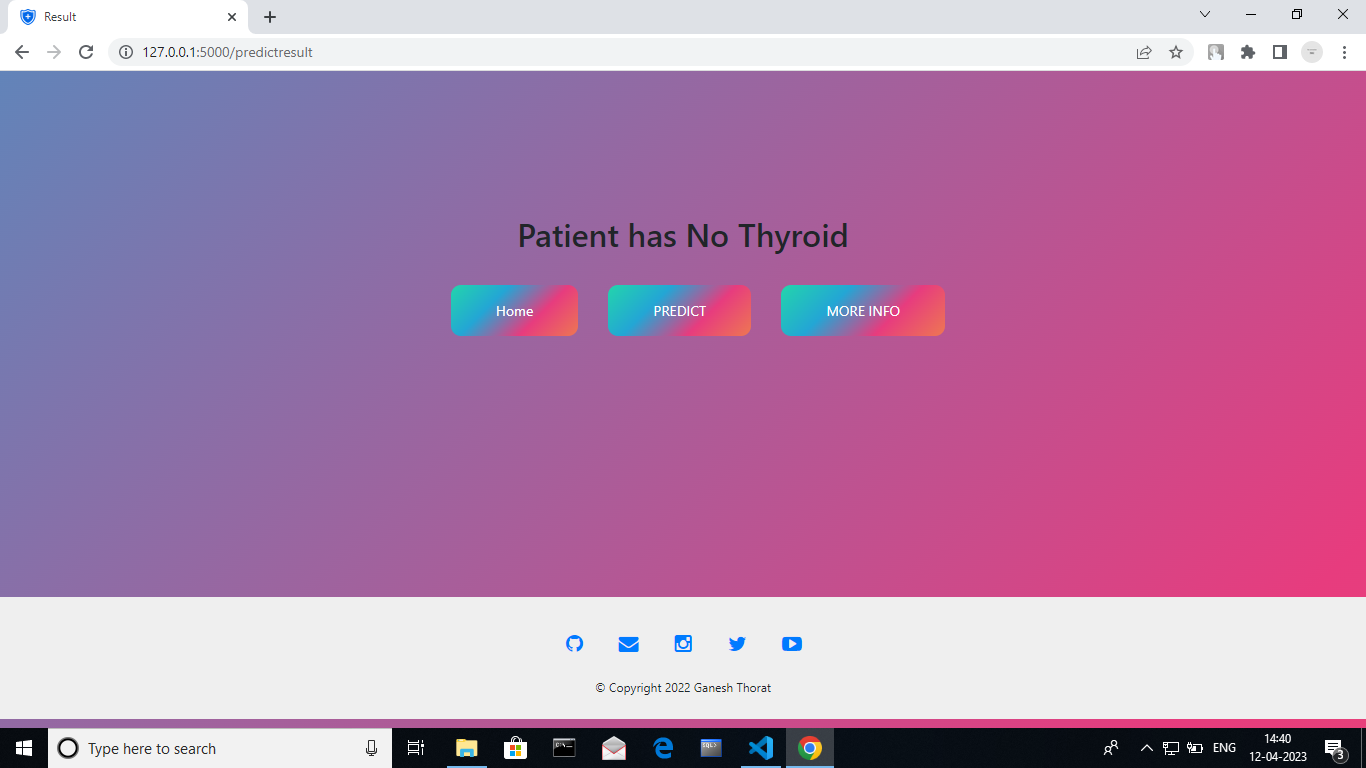 Result
127.0.0.1:5000/predictresult
Patient has No Thyroid
Home
PREDICT
MORE INFO
© Copyright 2022 Ganesh Thorat
Type here to search
ENG
14:40
12-04-2023
3